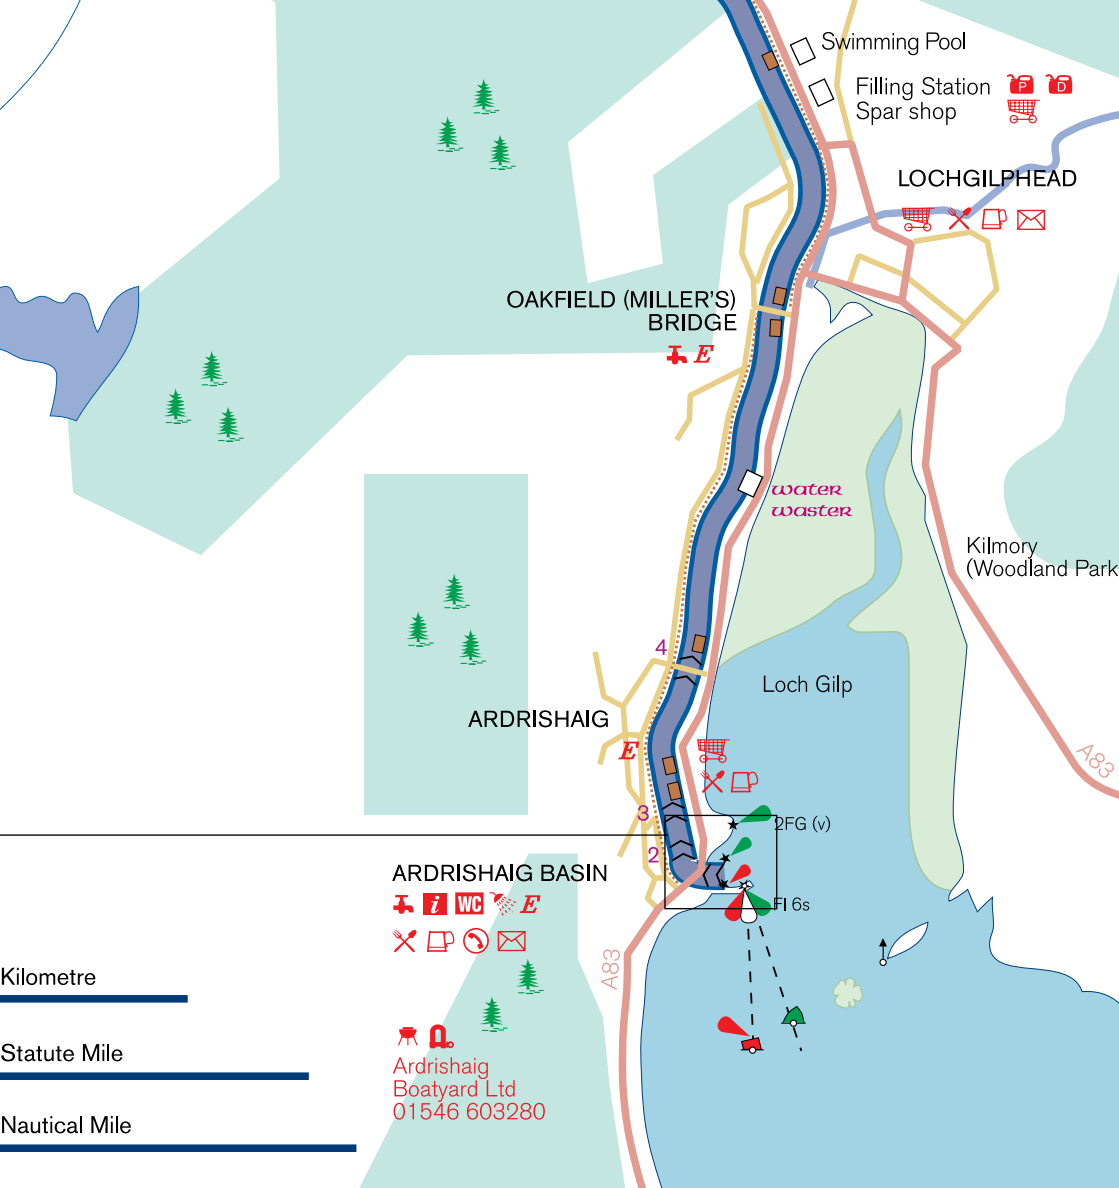 Swimming Pool
Filling Station
P
D
Spar shop
LOCHGILPHEAD
OAKFIELD (MILLER'S)
BRIDGE
E
water
waster
Kilmory
(Woodland Park
4
Loch Gilp
ARDRISHAIG
E
A83
3
2FG (v)
2
ARDRISHAIG BASIN
i
WC
E
Fl 6s
A83
Kilometre
Statute Mile
Ardrishaig
Boatyard Ltd
01546 603280
Nautical Mile